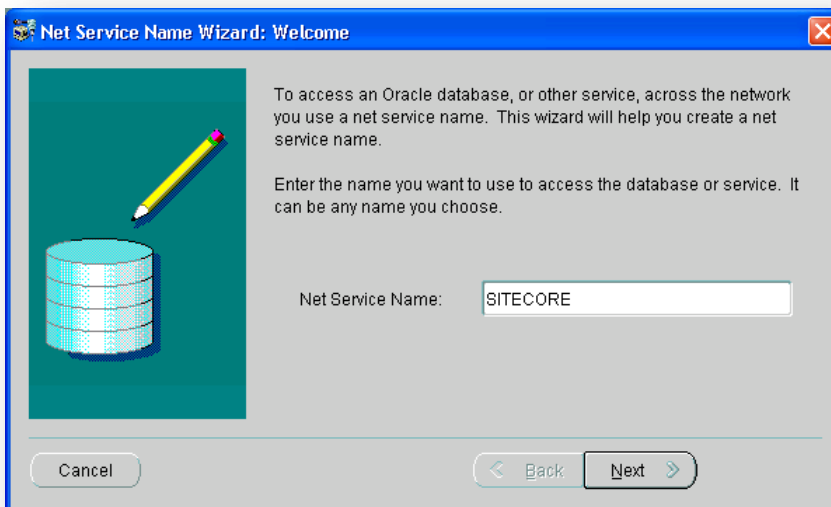 Net Service Name Wizard: Welcome
To access an Oracle database, or other service, across the network
you use a net service name. This wizard will help you create a net
service name.
Enter the name you want to use to access the database or service. It
can be any name you choose.
Net Service Name: SITECORE
Cancel Back Next